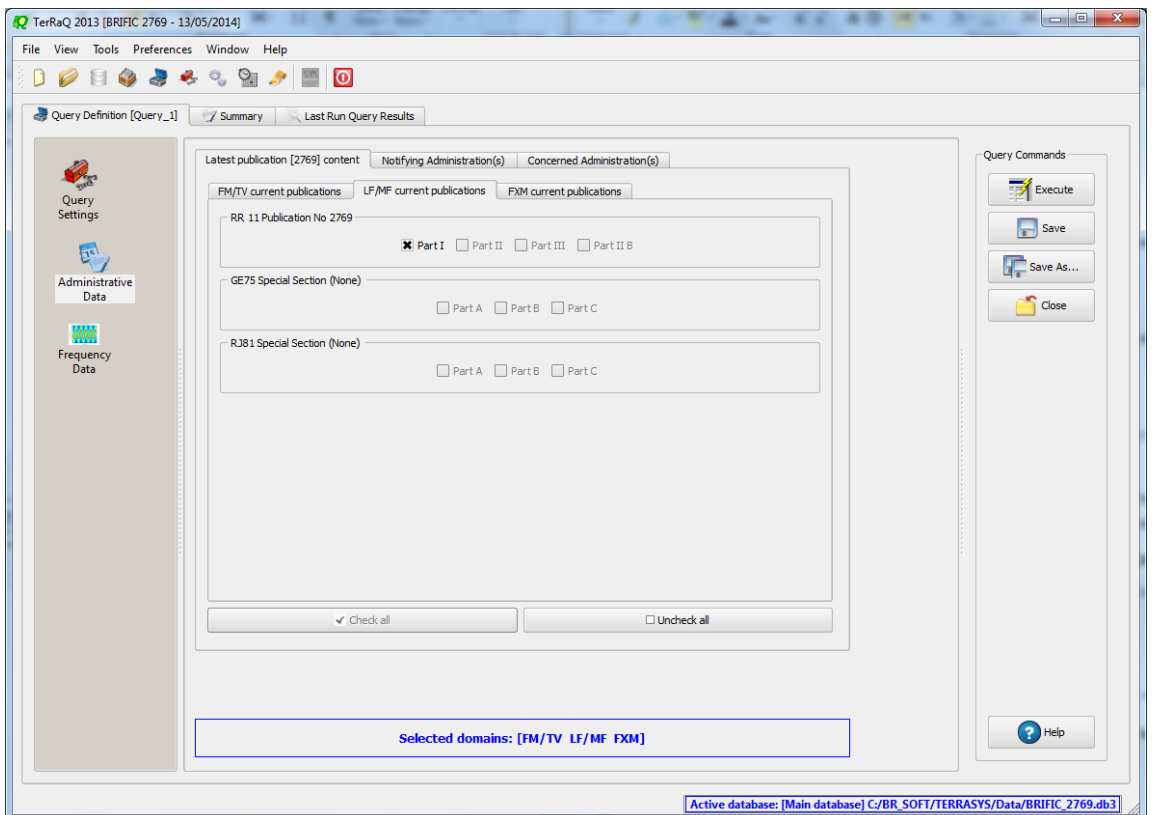 TerRaQ 2013 [BRIFIC 2769 - 13/05/2014]
File View Tools Preferences Window Help
Query Definition [Query_1] Summary Last Run Query Results
Query
Settings
Administrative
Data
Frequency
Data
Latest publication [2769] content Notifying Administration(s) Concerned Administration(s)
FM/TV current publications LF/MF current publications FXM current publications
RR 11 Publication No 2769
Part I Part II Part III Part II B
GE75 Special Section (None)
Part A Part B Part C
RJ81 Special Section (None)
Part A Part B Part C
Check all Uncheck all
Selected domains: [FM/TV LF/MF FXM]
Query Commands
Execute
Save
Save As...
Close
Help
Active database: [Main database] C:/BR_SOFT/TERRASYS/Data/BRIFIC_2769.db3